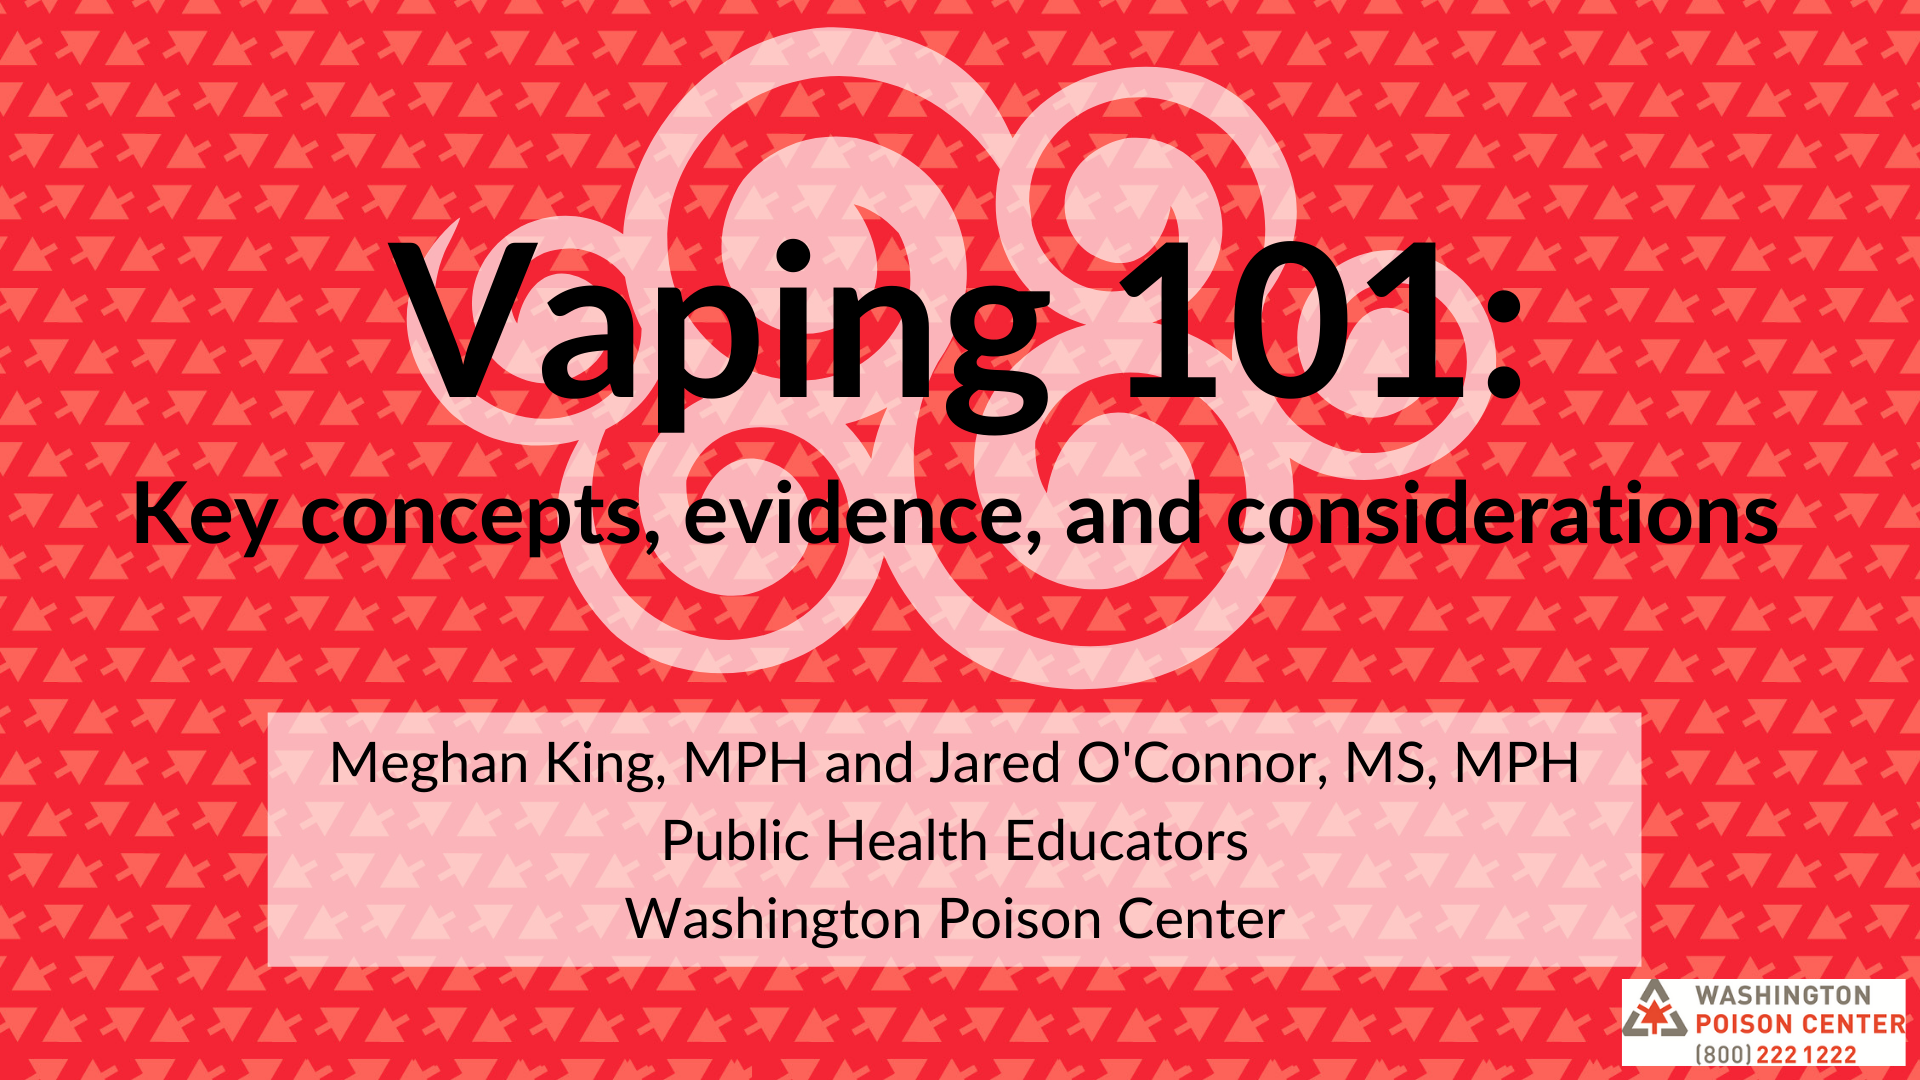 Vaping 101:
Key concepts, evidence, and considerations
Meghan King, MPH and Jared O'Connor, MS, MPH
Public Health Educators
Washington Poison Center
WASHINGTON
POISON CENTER
(800) 222 1222